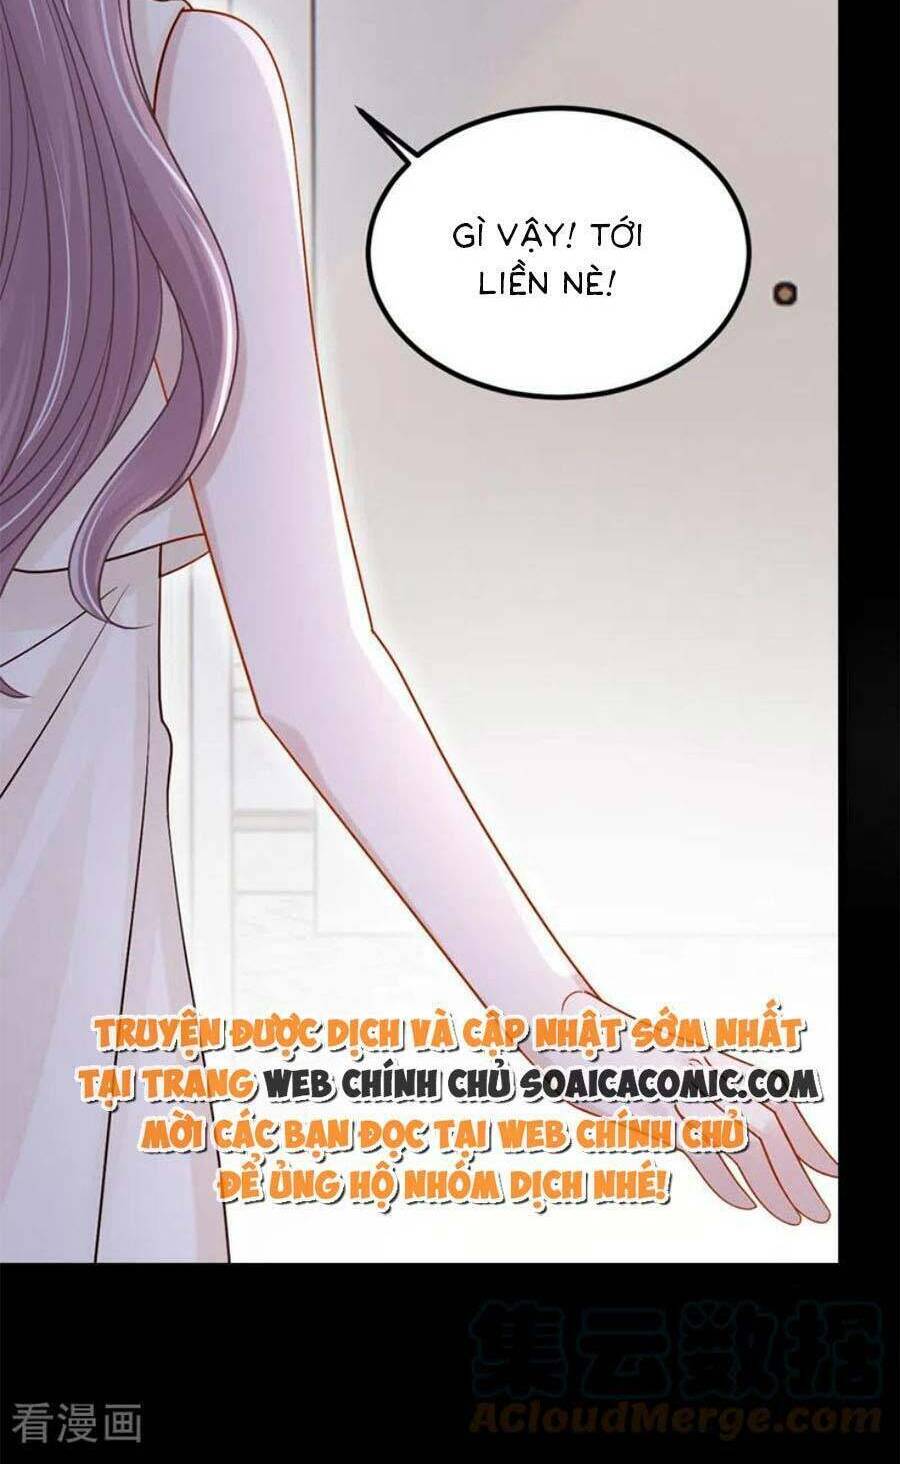 GÌ VẬY! TỚI
LIỀN NÈ!
TRUYỆN ĐƯỢC DỊCH VÀ CẬP NHẬT SỚM NHẤT
TẠI TRANG WEB CHÍNH CHỦ SOAICACOMIC.COM
MỜI CÁC BẠN ĐỌC TẠI WEB CHÍNH CHỦ
ĐỂ ỦNG HỘ NHÓM DỊCH NHÉ!
集云数据
看漫画
ACloudMerge.com